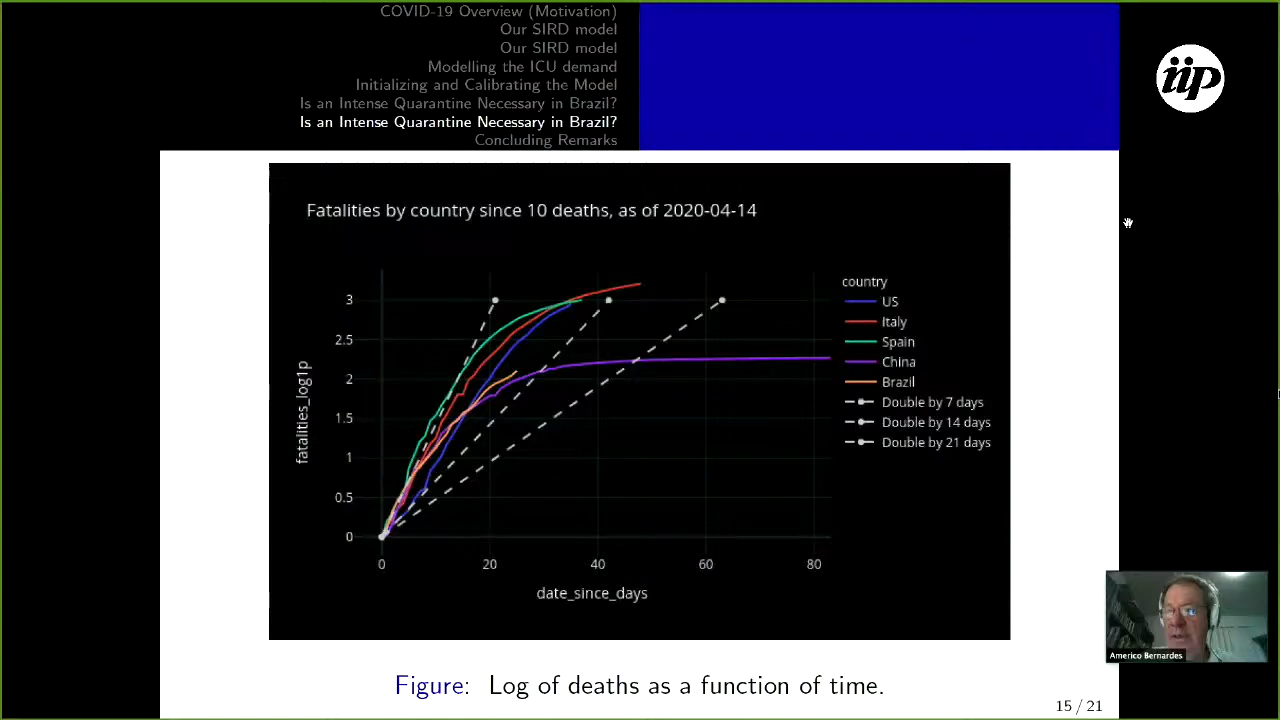 COVID-19 Overview (Motivation)
Our SIRD model
Our SIRD model
Modelling the ICU demand
Initializing and Calibrating the Model
Is an Intense Quarantine Necessary in Brazil?
Is an Intense Quarantine Necessary in Brazil?
Concluding Remarks
iip
Fatalities by country since 10 deaths, as of 2020-04-14
fatalities_log1p
3
2.5
2
1.5
1
0.5
0
0 20 40 60 80
date_since_days
country
US
Italy
Spain
China
Brazil
Double by 7 days
Double by 14 days
Double by 21 days
Americo Bernardes
Figure: Log of deaths as a function of time.
15 / 21